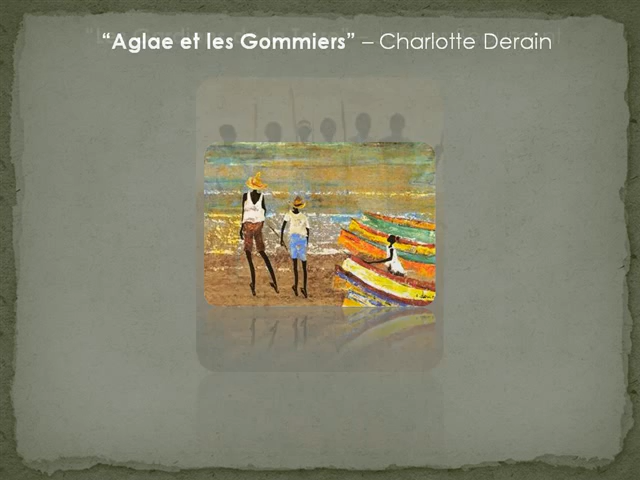 “Aglae et les Gommiers” – Charlotte Derain